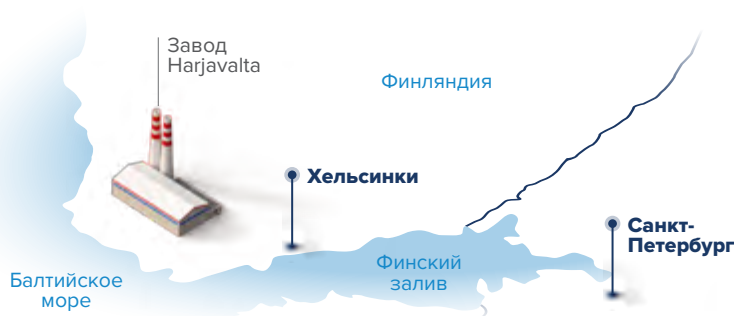 Завод
Harjavalta
Финляндия
Хельсинки
Санкт-
Петербург
Финский
залив
Балтийское
море